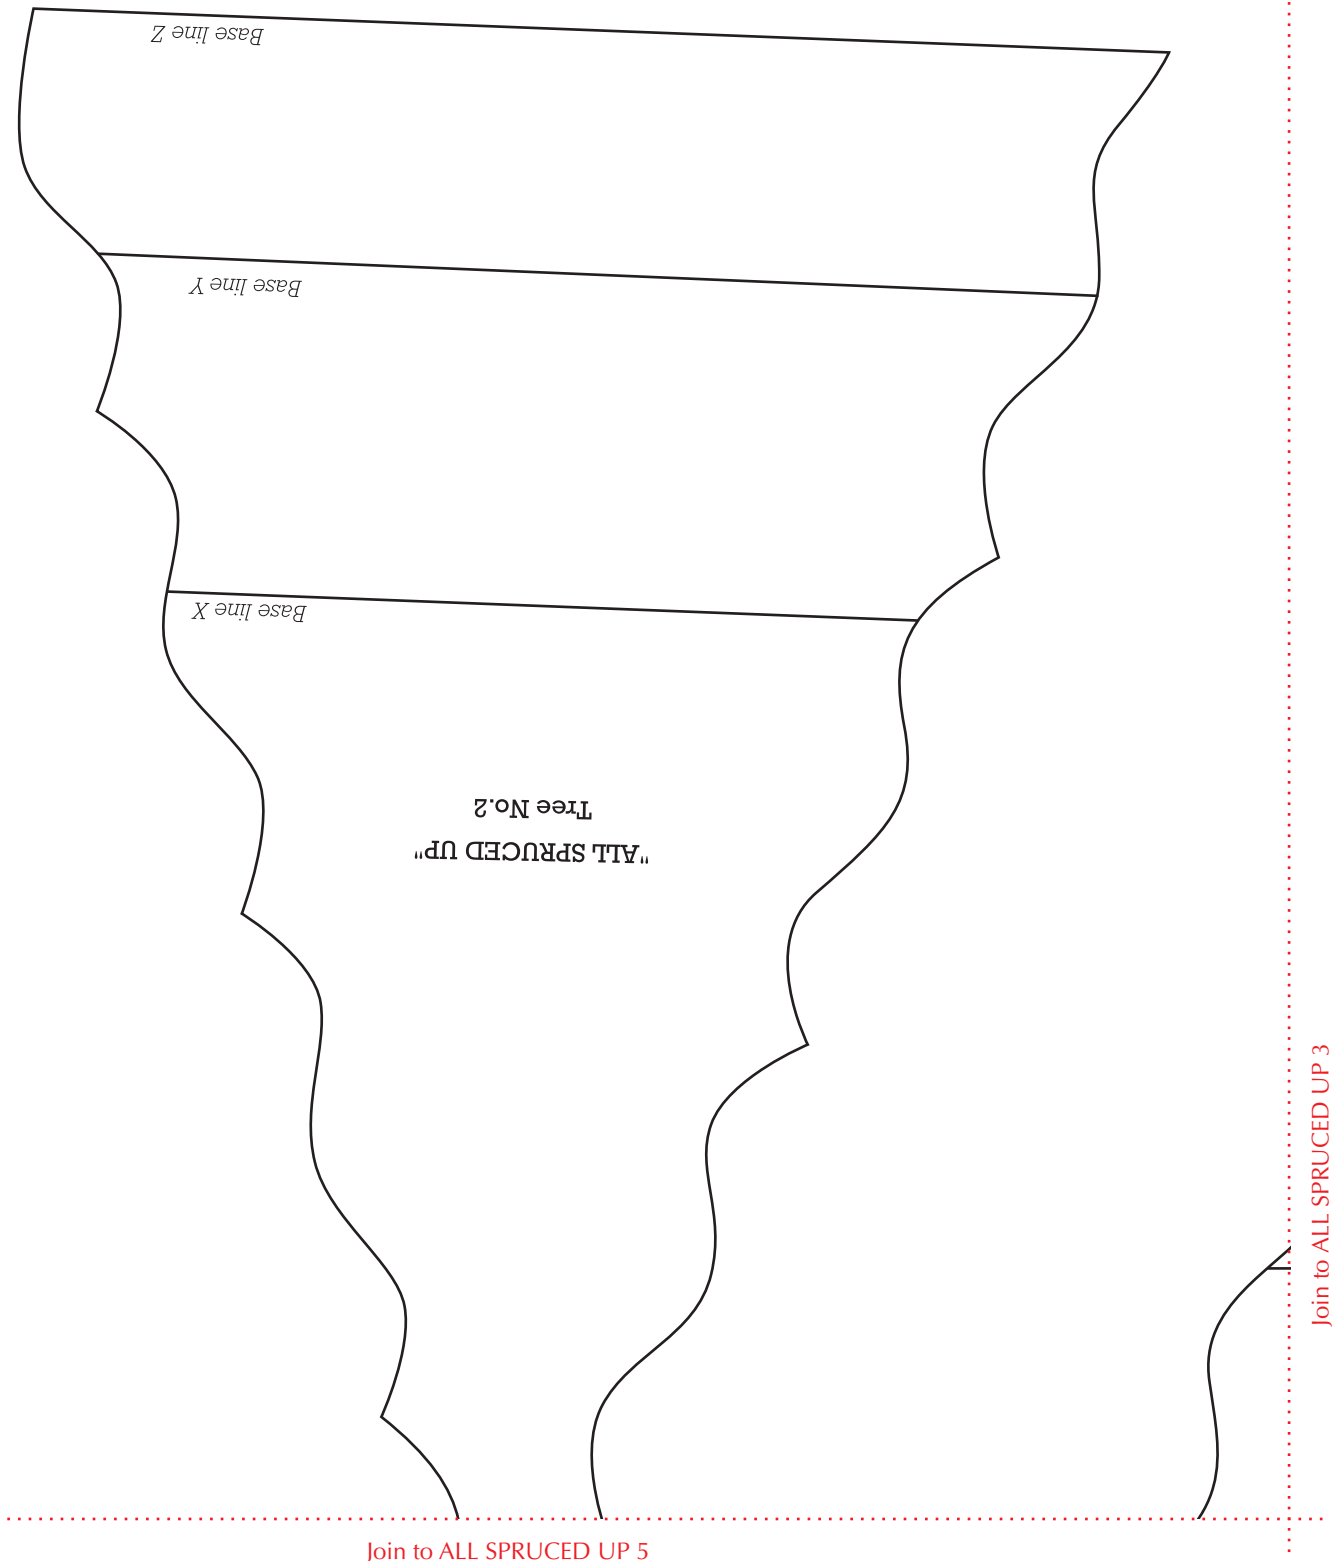 Base line Z
Base line Y
Base line X
"ALL SPRUCED UP"
Tree No.2
Join to ALL SPRUCED UP 3
Join to ALL SPRUCED UP 5